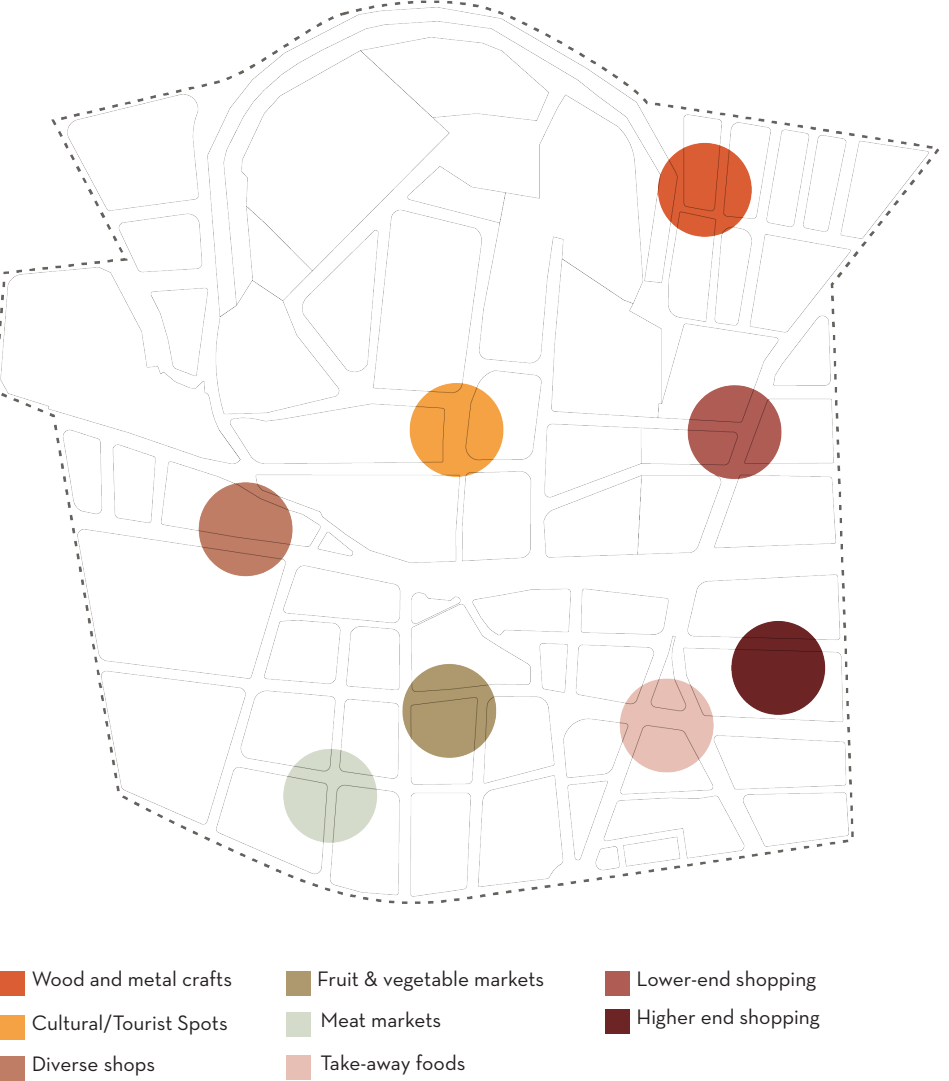 Wood and metal crafts
Cultural/Tourist Spots
Diverse shops
Fruit & vegetable markets
Meat markets
Take-away foods
Lower-end shopping
Higher end shopping